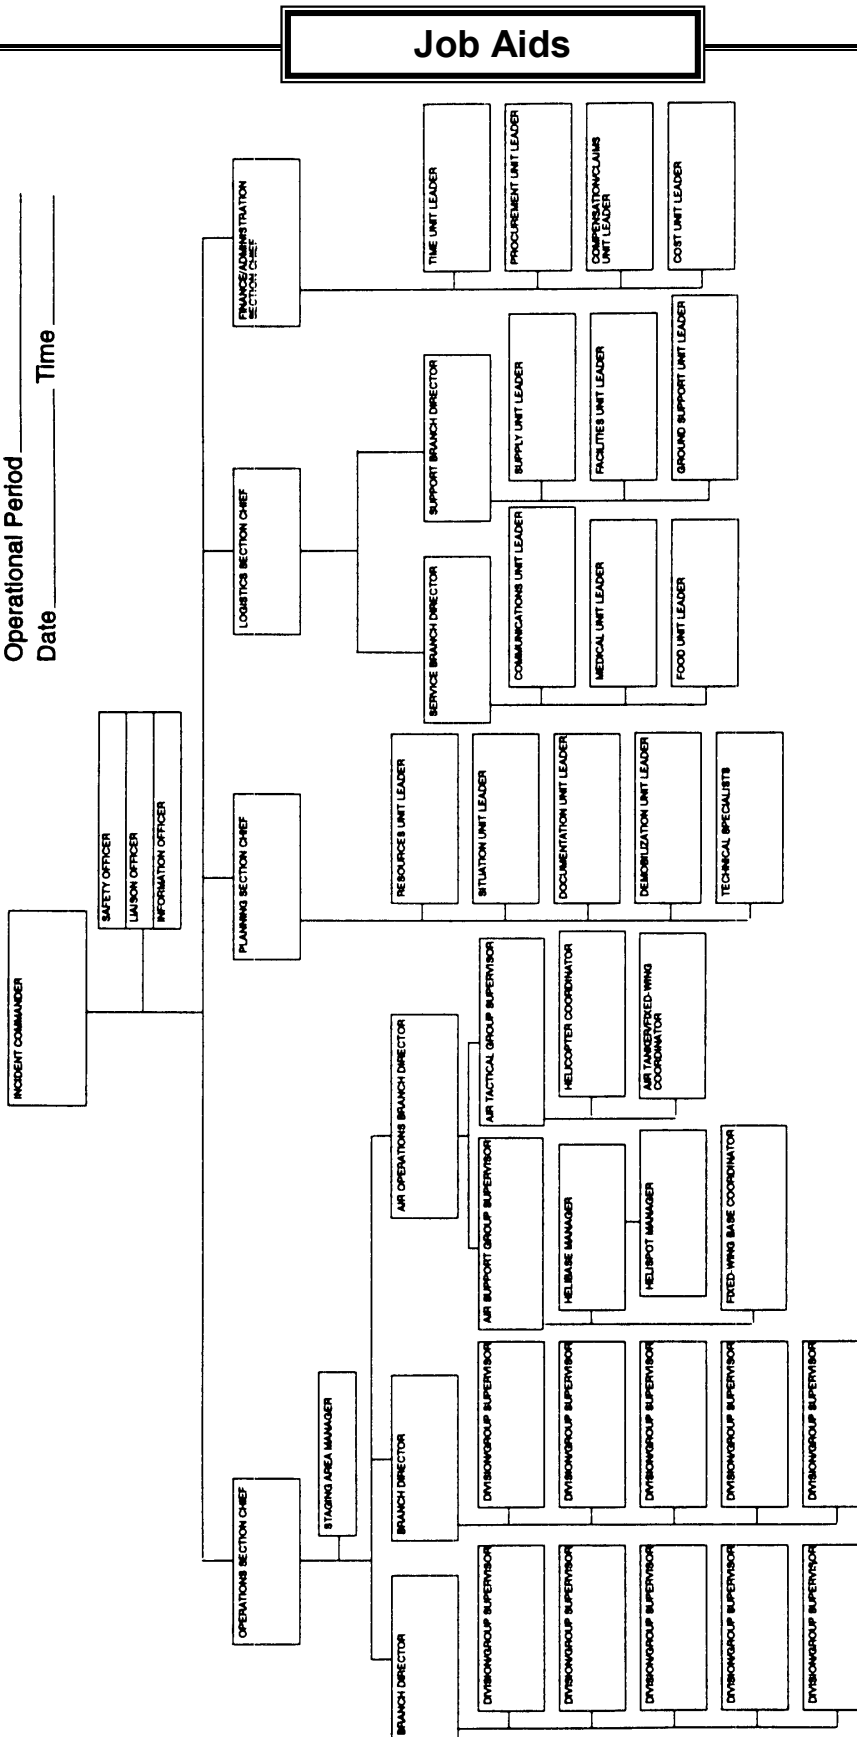 Job Aids
Operational Period
Date Time
INCIDENT COMMANDER
SAFETY OFFICER
LIAISON OFFICER
INFORMATION OFFICER
OPERATIONS SECTION CHIEF
STAGING AREA MANAGER
BRANCH DIRECTOR
DIVISION/GROUP SUPERVISOR
DIVISION/GROUP SUPERVISOR
DIVISION/GROUP SUPERVISOR
DIVISION/GROUP SUPERVISOR
DIVISION/GROUP SUPERVISOR
BRANCH DIRECTOR
DIVISION/GROUP SUPERVISOR
DIVISION/GROUP SUPERVISOR
DIVISION/GROUP SUPERVISOR
DIVISION/GROUP SUPERVISOR
DIVISION/GROUP SUPERVISOR
AIR OPERATIONS BRANCH DIRECTOR
AIR SUPPORT GROUP SUPERVISOR
HELIBASE MANAGER
HELISPOT MANAGER
FIXED-WING BASE COORDINATOR
AIR TACTICAL GROUP SUPERVISOR
HELICOPTER COORDINATOR
AIR TANKER/FIXED-WING
COORDINATOR
PLANNING SECTION CHIEF
RESOURCES UNIT LEADER
SITUATION UNIT LEADER
DOCUMENTATION UNIT LEADER
DEMOBILIZATION UNIT LEADER
TECHNICAL SPECIALISTS
LOGISTICS SECTION CHIEF
SERVICE BRANCH DIRECTOR
COMMUNICATIONS UNIT LEADER
MEDICAL UNIT LEADER
FOOD UNIT LEADER
SUPPORT BRANCH DIRECTOR
SUPPLY UNIT LEADER
FACILITIES UNIT LEADER
GROUND SUPPORT UNIT LEADER
FINANCE/ADMINISTRATION
SECTION CHIEF
TIME UNIT LEADER
PROCUREMENT UNIT LEADER
COMPENSATION/CLAIMS
UNIT LEADER
COST UNIT LEADER